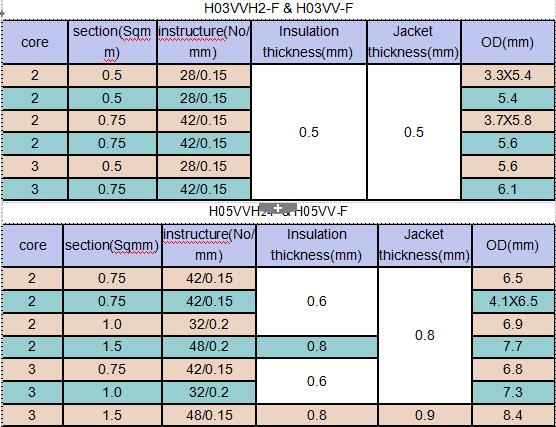 H03VVH2-F & H03VV-F
core section(Sqmm) instructure(No/mm) Insulation thickness(mm) Jacket thickness(mm) OD(mm)
2 0.5 28/0.15 0.5 0.5 3.3X5.4
2 0.5 28/0.15 5.4
2 0.75 42/0.15 3.7X5.8
2 0.75 42/0.15 5.6
3 0.5 28/0.15 5.6
3 0.75 42/0.15 6.1
& H05VV-F
core section(Sqmm) instructure(No/mm) Insulation thickness(mm) Jacket thickness(mm) OD(mm)
2 0.75 42/0.15 0.6 0.8 6.5
2 0.75 42/0.15 4.1X6.5
2 1.0 32/0.2 6.9
2 1.5 48/0.2 0.8 7.7
3 0.75 42/0.15 0.6 6.8
3 1.0 32/0.2 7.3
3 1.5 48/0.15 0.8 0.9 8.4